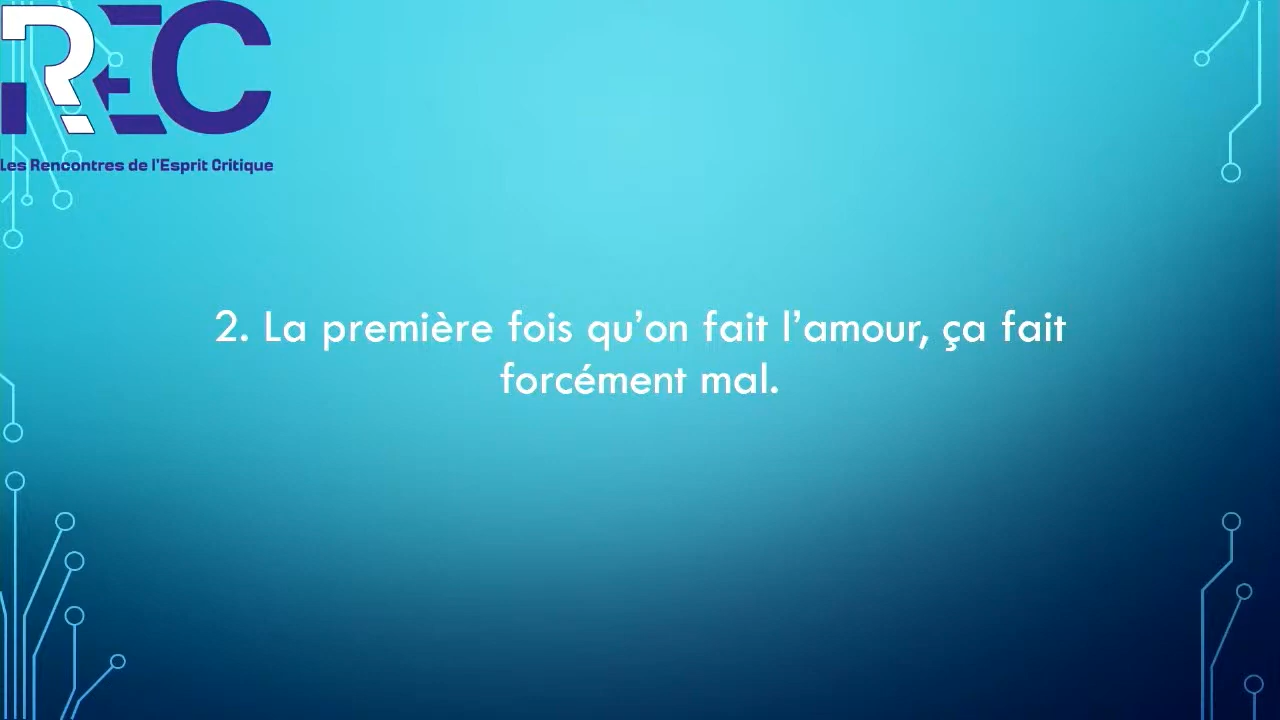 REC
Les Rencontres de l'Esprit Critique
2. La première fois qu’on fait l’amour, ça fait
forcément mal.